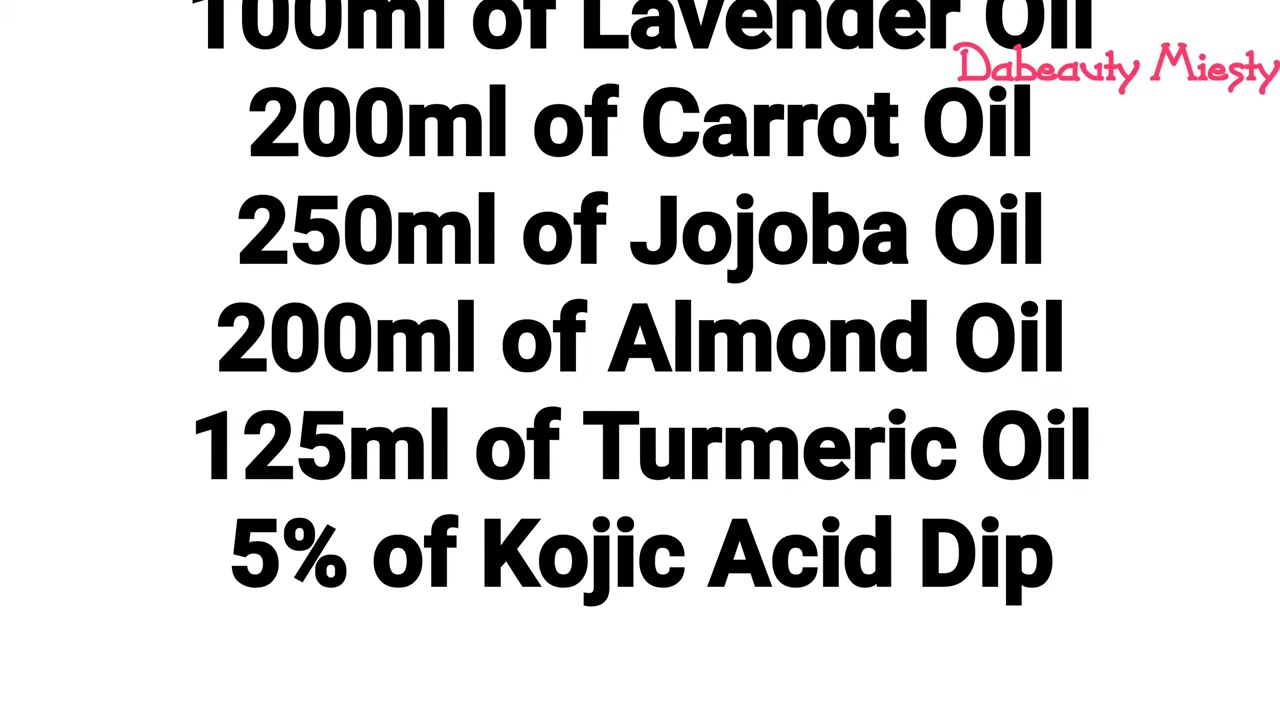 100ml of Lavender Oil
Dabeauty Miesty
200ml of Carrot Oil
250ml of Jojoba Oil
200ml of Almond Oil
125ml of Turmeric Oil
5% of Kojic Acid Dip